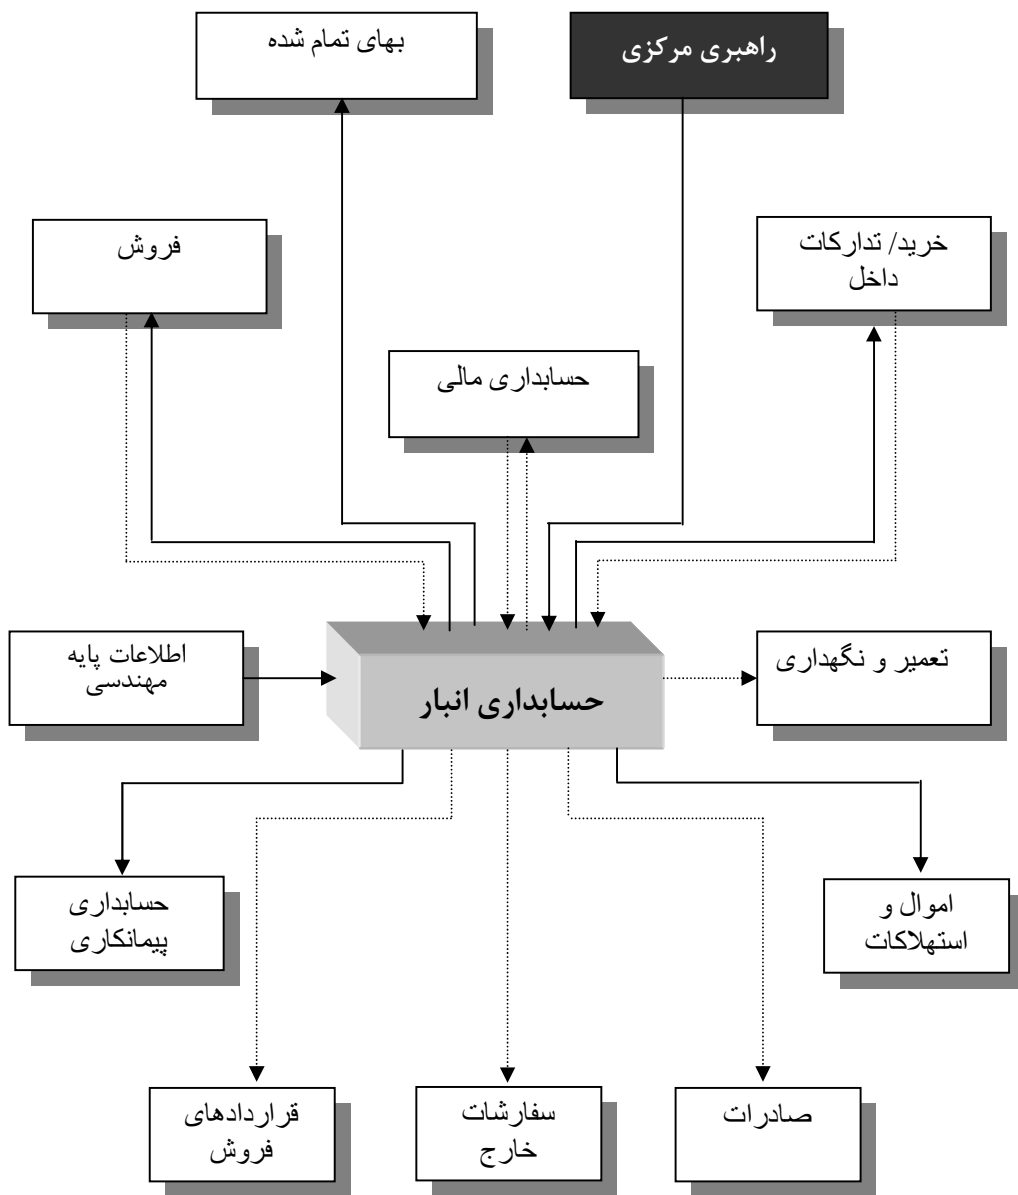 راهبری مرکزی
بهای تمام شده
خرید/ تدارکات
داخل
فروش
حسابداری مالی
تعمیر و نگهداری
حسابداری انبار
اطلاعات پایه
مهندسی
اموال و
استهلاکات
حسابداری
پیمانکاری
صادرات
سفارشات
خارج
قراردادهای
فروش